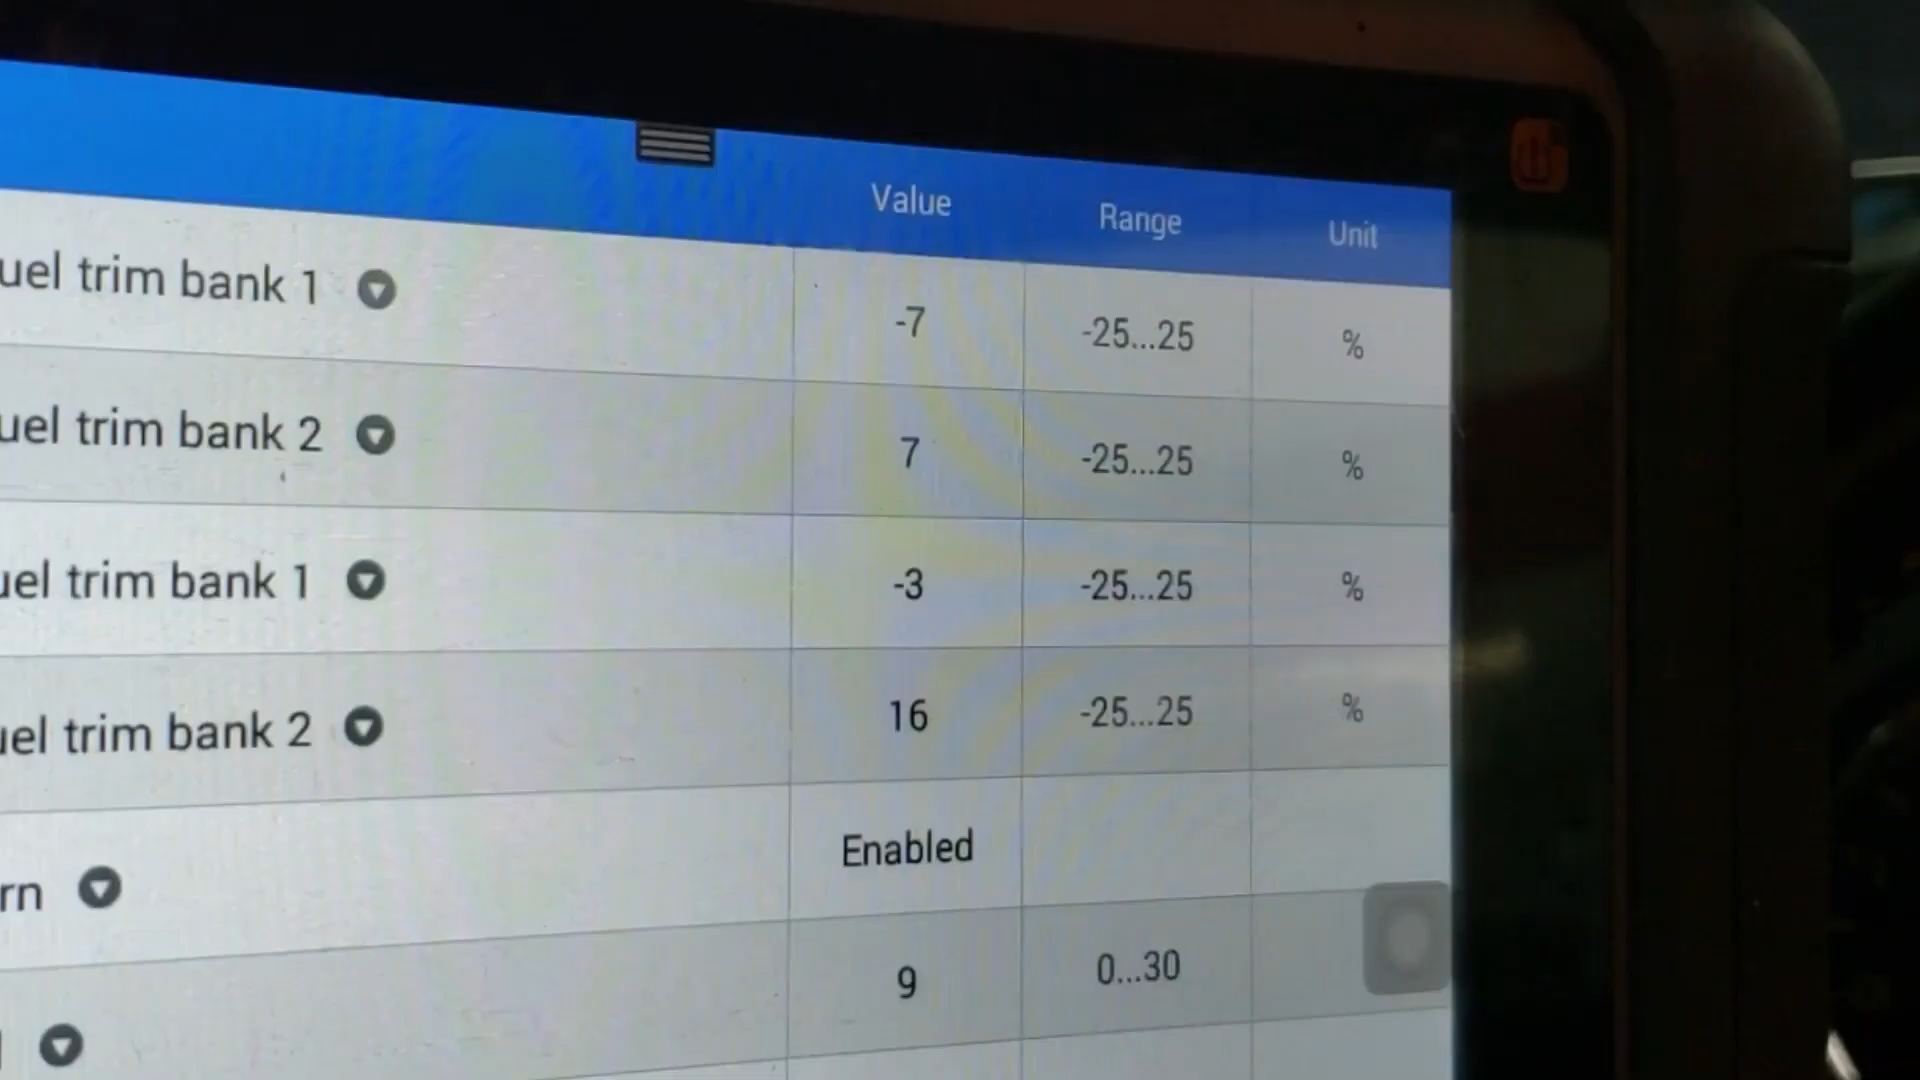 Value Range Unit
uel trim bank 1 -7 -25...25 %
uel trim bank 2 7 -25...25 %
uel trim bank 1 -3 -25...25 %
uel trim bank 2 16 -25...25 %
rn Enabled
9 0...30